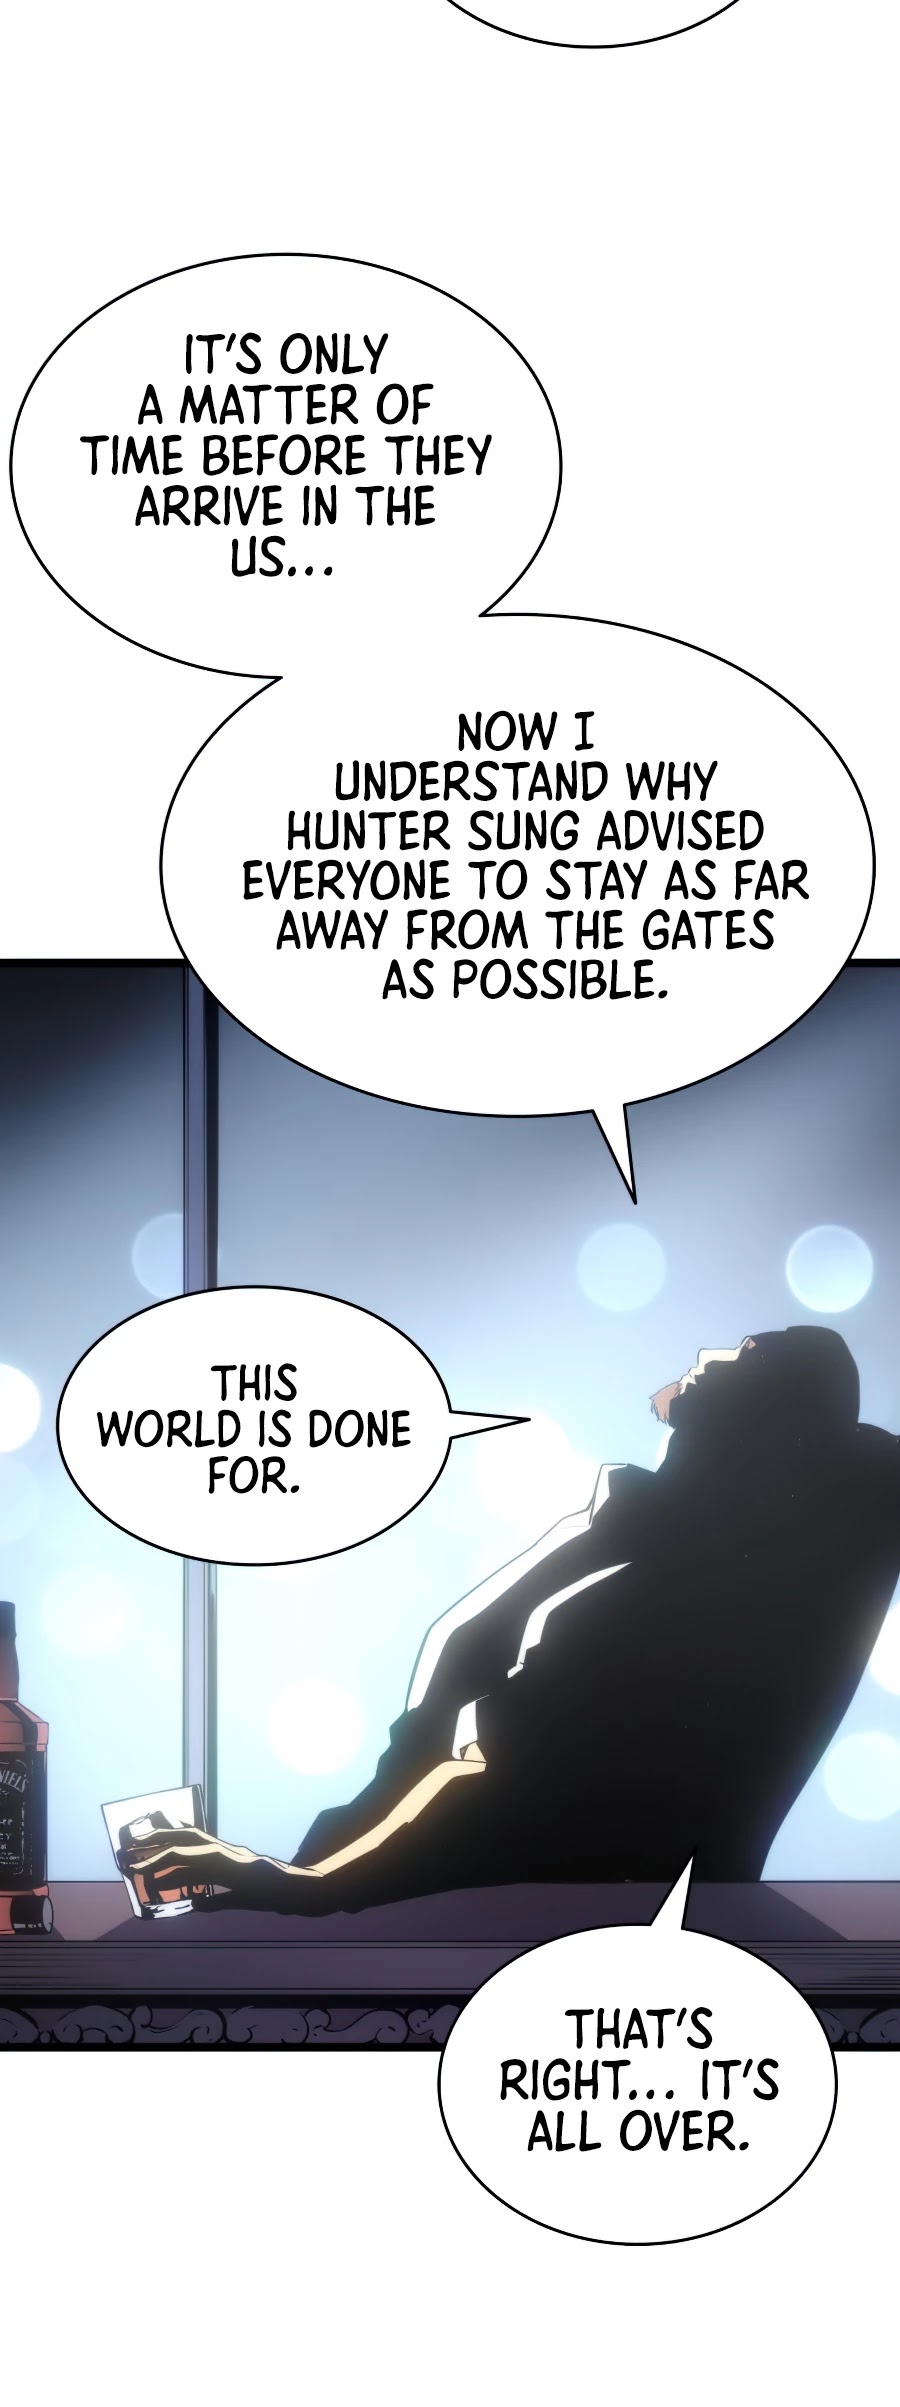 IT'S ONLY
A MATTER OF
TIME BEFORE THEY
ARRIVE IN THE
US...
NOW I
UNDERSTAND WHY
HUNTER SUNG ADVISED
EVERYONE TO STAY AS FAR
AWAY FROM THE GATES
AS POSSIBLE.
THIS
WORLD IS DONE
FOR.
THAT'S
RIGHT... IT'S
ALL OVER.